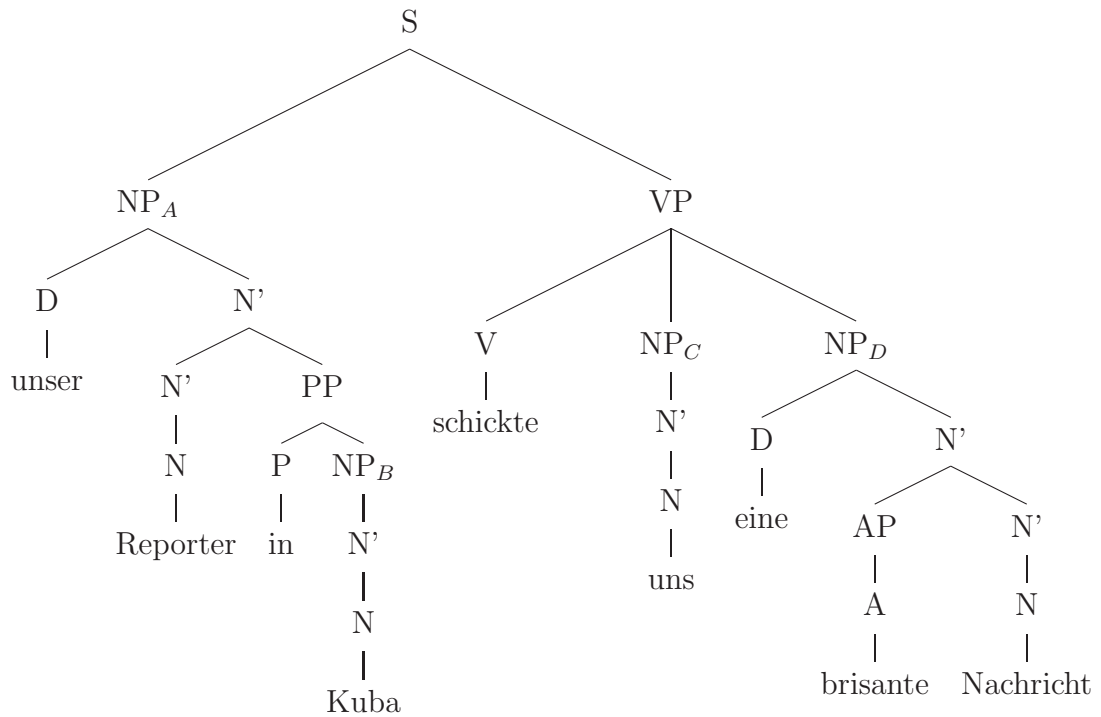 S
NP_A VP
D N'
unser
V NP_C NP_D
N' PP
schickte
N' D N'
N P NP_B
N
eine
AP N'
Reporter in N'
uns
A N
N
brisante Nachricht
Kuba